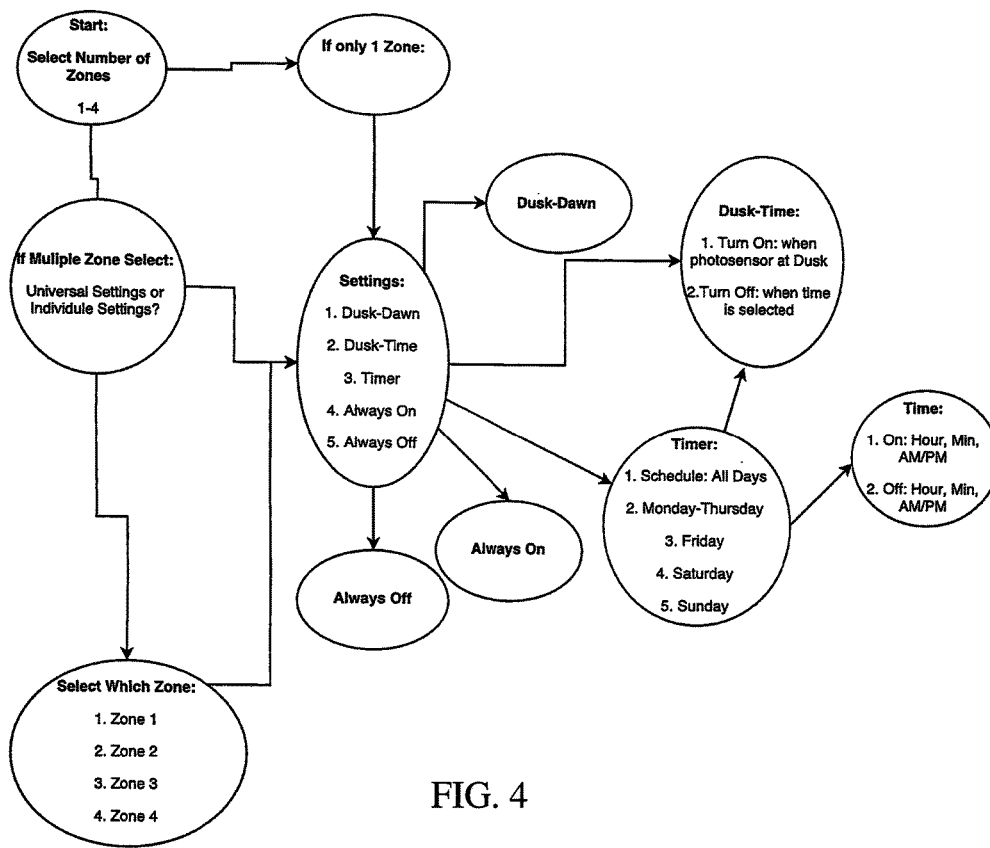 Start:
Select Number of
Zones
1-4
If only 1 Zone:
Dusk-Dawn
Dusk-Time:
1. Turn On: when
photosensor at Dusk
2.Turn Off: when time
is selected
If Muliple Zone Select:
Universal Settings or
Individule Settings?
Settings:
1. Dusk-Dawn
2. Dusk-Time
3. Timer
4. Always On
5. Always Off
Timer:
1. Schedule: All Days
2. Monday-Thursday
3. Friday
4. Saturday
5. Sunday
Time:
1. On: Hour, Min,
AM/PM
2. Off: Hour, Min,
AM/PM
Always On
Always Off
Select Which Zone:
1. Zone 1
2. Zone 2
3. Zone 3
4. Zone 4
FIG. 4